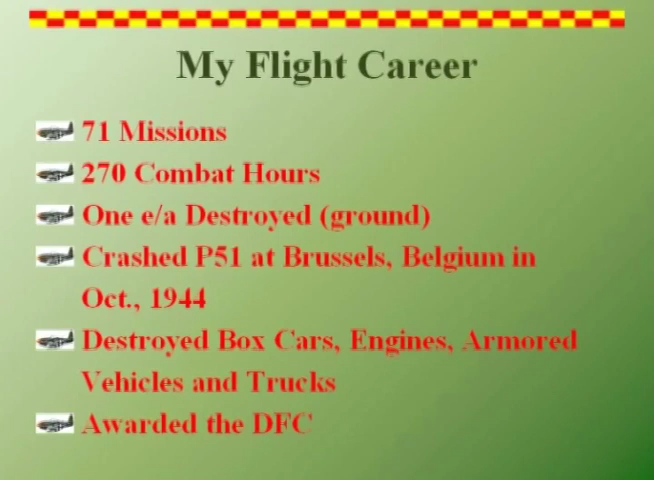 My Flight Career
71 Missions
270 Combat Hours
One e/a Destroyed (ground)
Crashed P51 at Brussels, Belgium in
Oct., 1944
Destroyed Box Cars, Engines, Armored
Vehicles and Trucks
Awarded the DFC